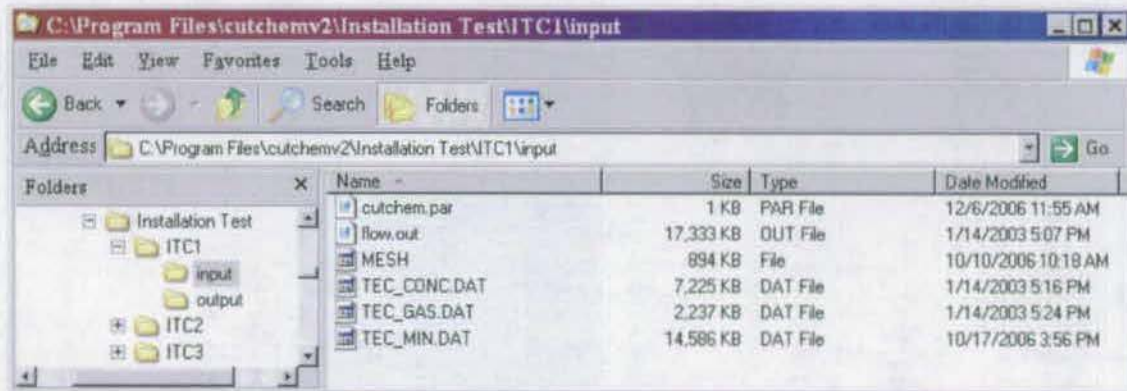 C:\Program Files\cutchemv2\Installation Test\ITC1\input
File Edit View Favorites Tools Help
Back Search Folders
Address C:\Program Files\cutchemv2\Installation Test\ITC1\input Go
Folders Name Size Type Date Modified
Installation Test
ITC1
input
output
ITC2
ITC3
cutchem.par 1 KB PAR File 12/6/2006 11:55 AM
flow.out 17,333 KB OUT File 1/14/2003 5:07 PM
MESH 894 KB File 10/10/2006 10:18 AM
TEC_CONC.DAT 7,225 KB DAT File 1/14/2003 5:16 PM
TEC_GAS.DAT 2,237 KB DAT File 1/14/2003 5:24 PM
TEC_MIN.DAT 14,586 KB DAT File 10/17/2006 3:56 PM